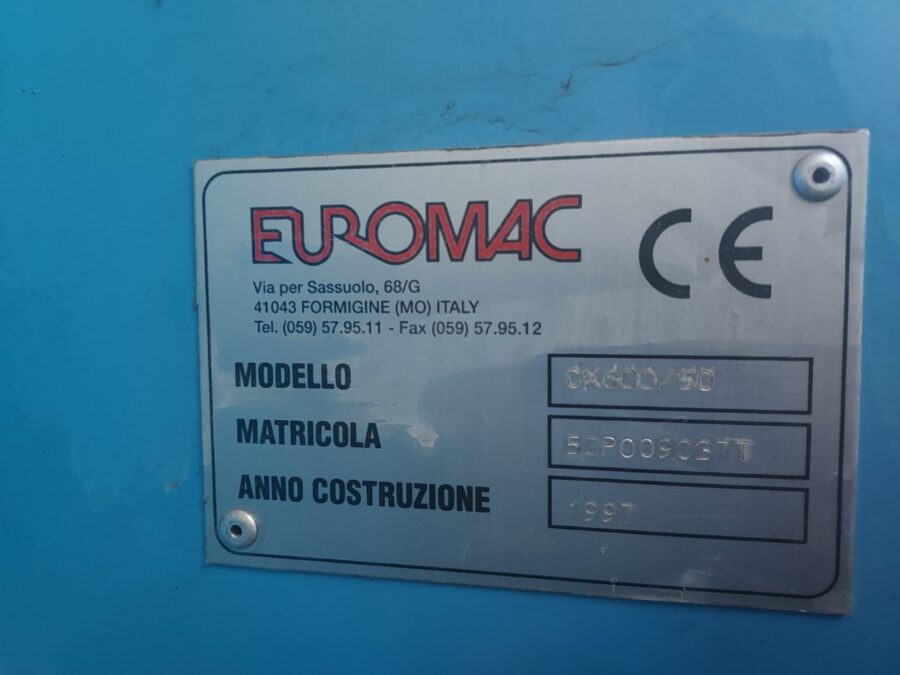 EUROMAC
CE
Via per Sassuolo, 68/G
41043 FORMIGINE (MO) ITALY
Tel. (059) 57.95.11 - Fax (059) 57.95.12
MODELLO CX600/50
MATRICOLA
ANNO COSTRUZIONE 1997